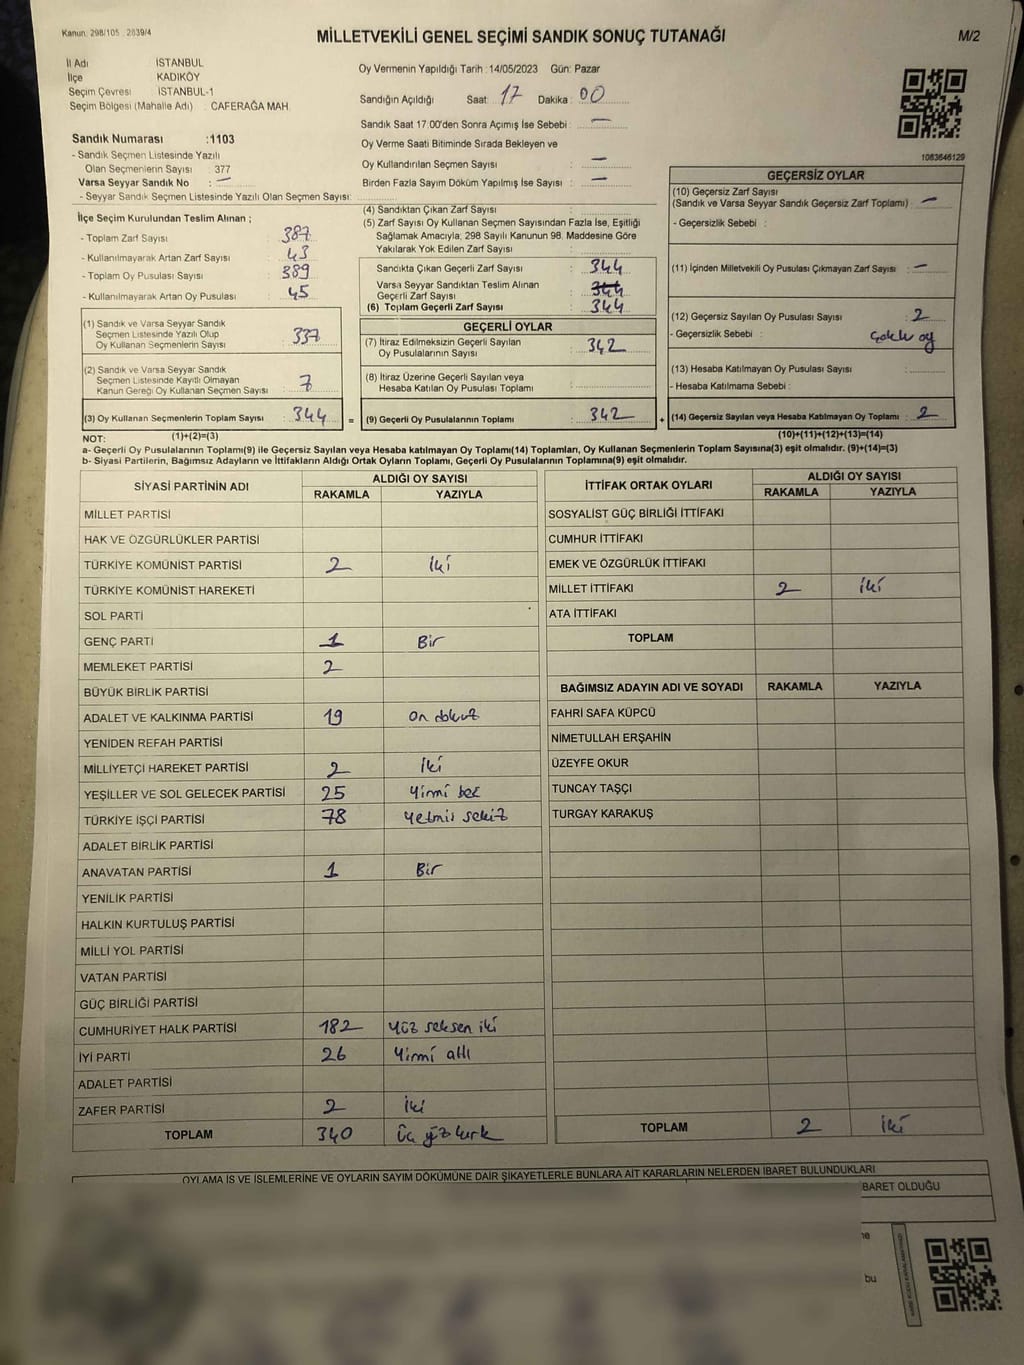 Kanun. 298/105 . 2839/4
MİLLETVEKİLİ GENEL SEÇİMİ SANDIK SONUÇ TUTANAĞI
M/2
İl Adı İSTANBUL
İlçe KADIKÖY
Seçim Çevresi İSTANBUL-1
Seçim Bölgesi (Mahalle Adı) : CAFERAĞA MAH.
Sandık Numarası :1103
- Sandık Seçmen Listesinde Yazılı
Olan Seçmenlerin Sayısı : 377
Varsa Seyyar Sandık No : —
- Seyyar Sandık Seçmen Listesinde Yazılı Olan Seçmen Sayısı:
Oy Vermenin Yapıldığı Tarih : 14/05/2023 Gün: Pazar
Sandığın Açıldığı Saat : 17 Dakika : 00
Sandık Saat 17.00'den Sonra Açımış İse Sebebi : —
Oy Verme Saati Bitiminde Sırada Bekleyen ve
Oy Kullandırılan Seçmen Sayısı : —
Birden Fazla Sayım Döküm Yapılmış İse Sayısı : —
1083646129
İlçe Seçim Kurulundan Teslim Alınan ;
- Toplam Zarf Sayısı : 387
- Kullanılmayarak Artan Zarf Sayısı : 43
- Toplam Oy Pusulası Sayısı : 389
- Kullanılmayarak Artan Oy Pusulası : 45
(1) Sandık ve Varsa Seyyar Sandık
Seçmen Listesinde Yazılı Olup
Oy Kullanan Seçmenlerin Sayısı : 337
(2) Sandık ve Varsa Seyyar Sandık
Seçmen Listesinde Kayıtlı Olmayan
Kanun Gereği Oy Kullanan Seçmen Sayısı : 7
(3) Oy Kullanan Seçmenlerin Toplam Sayısı : 344
(1)+(2)=(3)
(4) Sandıktan Çıkan Zarf Sayısı :
(5) Zarf Sayısı Oy Kullanan Seçmen Sayısından Fazla İse, Eşitliği
Sağlamak Amacıyla; 298 Sayılı Kanunun 98. Maddesine Göre
Yakılarak Yok Edilen Zarf Sayısı :
Sandıkta Çıkan Geçerli Zarf Sayısı : 344
Varsa Seyyar Sandıktan Teslim Alınan
Geçerli Zarf Sayısı : 344
(6) Toplam Geçerli Zarf Sayısı : 344
GEÇERLİ OYLAR
(7) İtiraz Edilmeksizin Geçerli Sayılan
Oy Pusulalarının Sayısı : 342
(8) İtiraz Üzerine Geçerli Sayılan veya
Hesaba Katılan Oy Pusulası Toplamı :
= (9) Geçerli Oy Pusulalarının Toplamı : 342 +
GEÇERSİZ OYLAR
(10) Geçersiz Zarf Sayısı
(Sandık ve Varsa Seyyar Sandık Geçersiz Zarf Toplamı) : —
- Geçersizlik Sebebi :
(11) İçinden Milletvekili Oy Pusulası Çıkmayan Zarf Sayısı : —
(12) Geçersiz Sayılan Oy Pusulası Sayısı : 2
- Geçersizlik Sebebi : Çoklu oy
(13) Hesaba Katılmayan Oy Pusulası Sayısı :
- Hesaba Katılmama Sebebi :
(14) Geçersiz Sayılan veya Hesaba Katılmayan Oy Toplamı : 2
(10)+(11)+(12)+(13)=(14)
NOT:
a- Geçerli Oy Pusulalarının Toplamı(9) ile Geçersiz Sayılan veya Hesaba katılmayan Oy Toplamı(14) Toplamları, Oy Kullanan Seçmenlerin Toplam Sayısına(3) eşit olmalıdır. (9)+(14)=(3)
b- Siyasi Partilerin, Bağımsız Adayların ve İttifakların Aldığı Ortak Oyların Toplamı, Geçerli Oy Pusulalarının Toplamına(9) eşit olmalıdır.
SİYASİ PARTİNİN ADI ALDIĞI OY SAYISI
RAKAMLA YAZIYLA
MİLLET PARTİSİ
HAK VE ÖZGÜRLÜKLER PARTİSİ
TÜRKİYE KOMÜNİST PARTİSİ 2 iki
TÜRKİYE KOMÜNİST HAREKETİ
SOL PARTİ
GENÇ PARTİ 1 Bir
MEMLEKET PARTİSİ 2
BÜYÜK BİRLİK PARTİSİ
ADALET VE KALKINMA PARTİSİ 19 on dokuz
YENİDEN REFAH PARTİSİ
MİLLİYETÇİ HAREKET PARTİSİ 2 iki
YEŞİLLER VE SOL GELECEK PARTİSİ 25 Yirmi beş
TÜRKİYE İŞÇİ PARTİSİ 78 Yetmiş sekiz
ADALET BİRLİK PARTİSİ
ANAVATAN PARTİSİ 1 Bir
YENİLİK PARTİSİ
HALKIN KURTULUŞ PARTİSİ
MİLLİ YOL PARTİSİ
VATAN PARTİSİ
GÜÇ BİRLİĞİ PARTİSİ
CUMHURİYET HALK PARTİSİ 182 Yüz seksen iki
İYİ PARTİ 26 Yirmi altı
ADALET PARTİSİ
ZAFER PARTİSİ 2 iki
TOPLAM 340 Üç yüz kırk
İTTİFAK ORTAK OYLARI ALDIĞI OY SAYISI
RAKAMLA YAZIYLA
SOSYALİST GÜÇ BİRLİĞİ İTTİFAKI
CUMHUR İTTİFAKI
EMEK VE ÖZGÜRLÜK İTTİFAKI
MİLLET İTTİFAKI 2 iki
ATA İTTİFAKI
TOPLAM
BAĞIMSIZ ADAYIN ADI VE SOYADI RAKAMLA YAZIYLA
FAHRİ SAFA KÜPCÜ
NİMETULLAH ERŞAHİN
ÜZEYFE OKUR
TUNCAY TAŞÇI
TURGAY KARAKUŞ
TOPLAM 2 iki
OYLAMA İŞ VE İŞLEMLERİNE VE OYLARIN SAYIM DÖKÜMÜNE DAİR ŞİKAYETLERLE BUNLARA AİT KARARLARIN NELERDEN İBARET BULUNDUKLARI
BARET OLDUĞU
bu